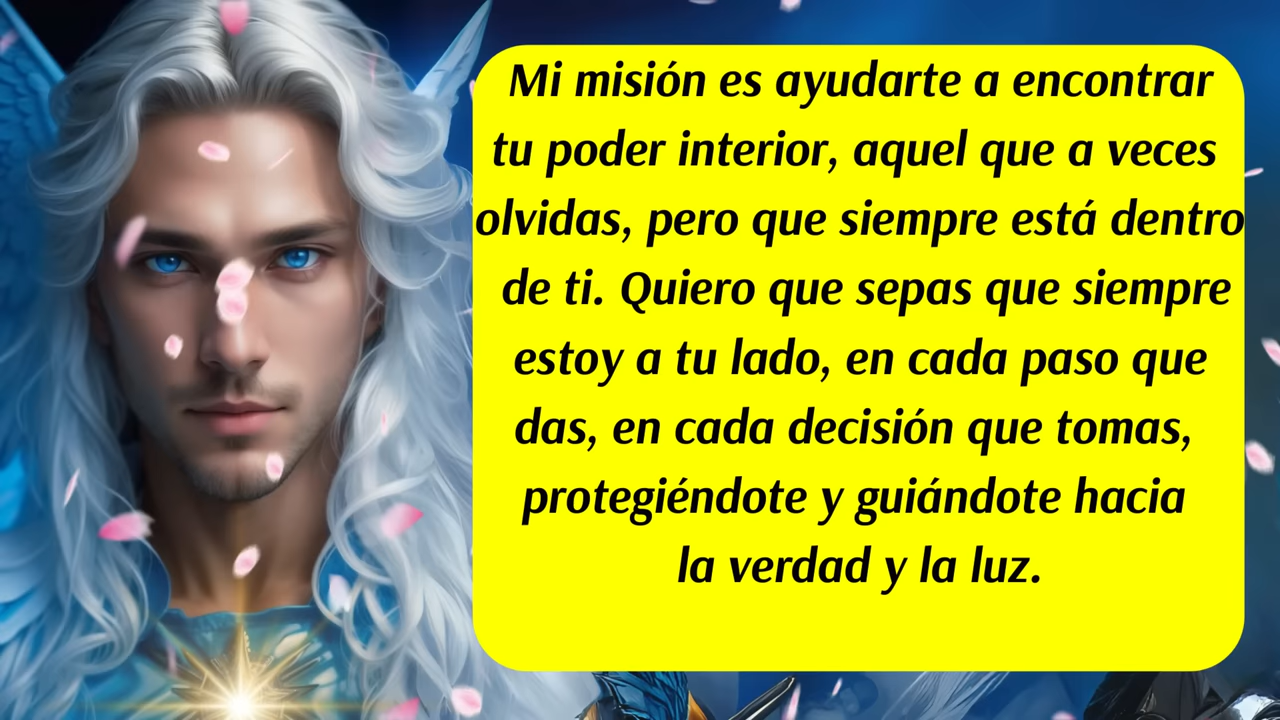 Mi misión es ayudarte a encontrar
tu poder interior, aquel que a veces
olvidas, pero que siempre está dentro
de ti. Quiero que sepas que siempre
estoy a tu lado, en cada paso que
das, en cada decisión que tomas,
protegiéndote y guiándote hacia
la verdad y la luz.